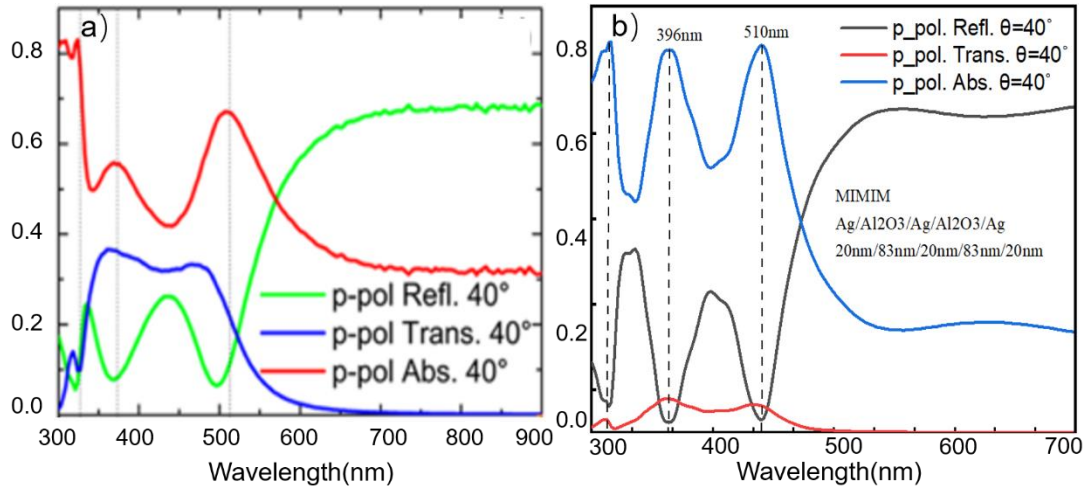 a)
0.8
0.6
0.4
0.2
0.0
300 400 500 600 700 800 900
Wavelength(nm)
p-pol Refl. 40°
p-pol Trans. 40°
p-pol Abs. 40°
b)
396nm
510nm
p_pol. Refl. θ=40°
p_pol. Trans. θ=40°
p_pol. Abs. θ=40°
MIMIM
Ag/Al2O3/Ag/Al2O3/Ag
20nm/83nm/20nm/83nm/20nm
0.8
0.6
0.4
0.2
0.0
300 400 500 600 700
Wavelength(nm)